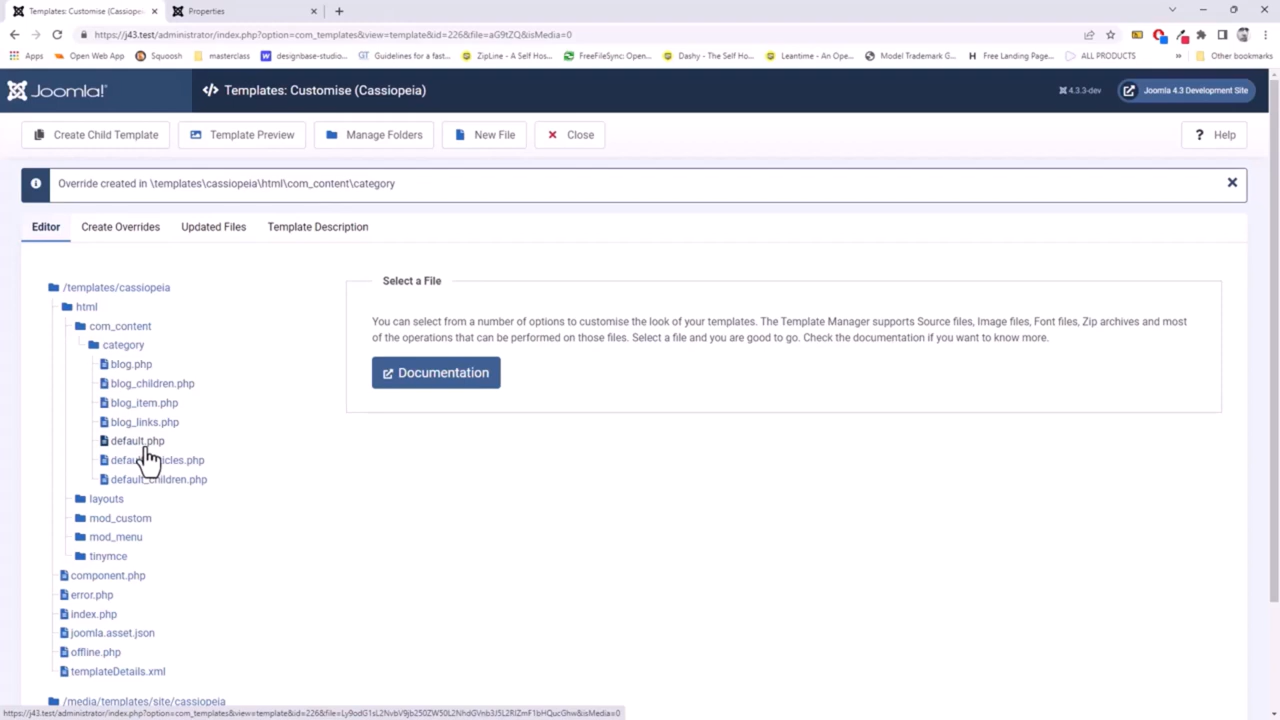 Templates: Customise (Cassiope
Properties
https://j43.test/administrator/index.php?option=com_templates&view=template&id=226&file=aG9tZQ&isMedia=0
Apps
Open Web App
Squoosh
masterclass
designbase-studio...
Guidelines for a fast...
ZipLine - A Self Hos...
FreeFileSync: Open...
Dashy - The Self Ho...
Leantime - An Ope...
Model Trademark G...
Free Landing Page...
ALL PRODUCTS
Other bookmarks
Joomla!
Templates: Customise (Cassiopeia)
4.3.3-dev
Joomla 4.3 Development Site
Create Child Template
Template Preview
Manage Folders
New File
Close
Help
Override created in \templates\cassiopeia\html\com_content\category
Editor
Create Overrides
Updated Files
Template Description
/templates/cassiopeia
html
com_content
category
blog.php
blog_children.php
blog_item.php
blog_links.php
default.php
default_children.php
layouts
mod_custom
mod_menu
tinymce
component.php
error.php
index.php
joomla.asset.json
offline.php
templateDetails.xml
/media/templates/site/cassiopeia
Select a File
You can select from a number of options to customise the look of your templates. The Template Manager supports Source files, Image files, Font files, Zip archives and most
of the operations that can be performed on those files. Select a file and you are good to go. Check the documentation if you want to know more.
Documentation